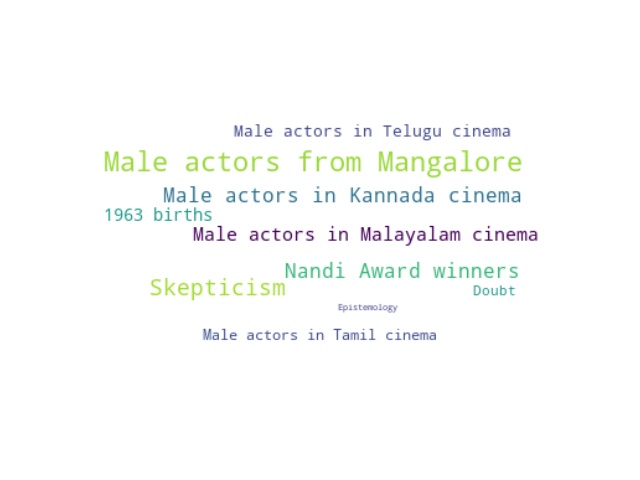 Male actors in Telugu cinema
Male actors from Mangalore
Male actors in Kannada cinema
1963 births
Male actors in Malayalam cinema
Nandi Award winners
Skepticism
Doubt
Epistemology
Male actors in Tamil cinema